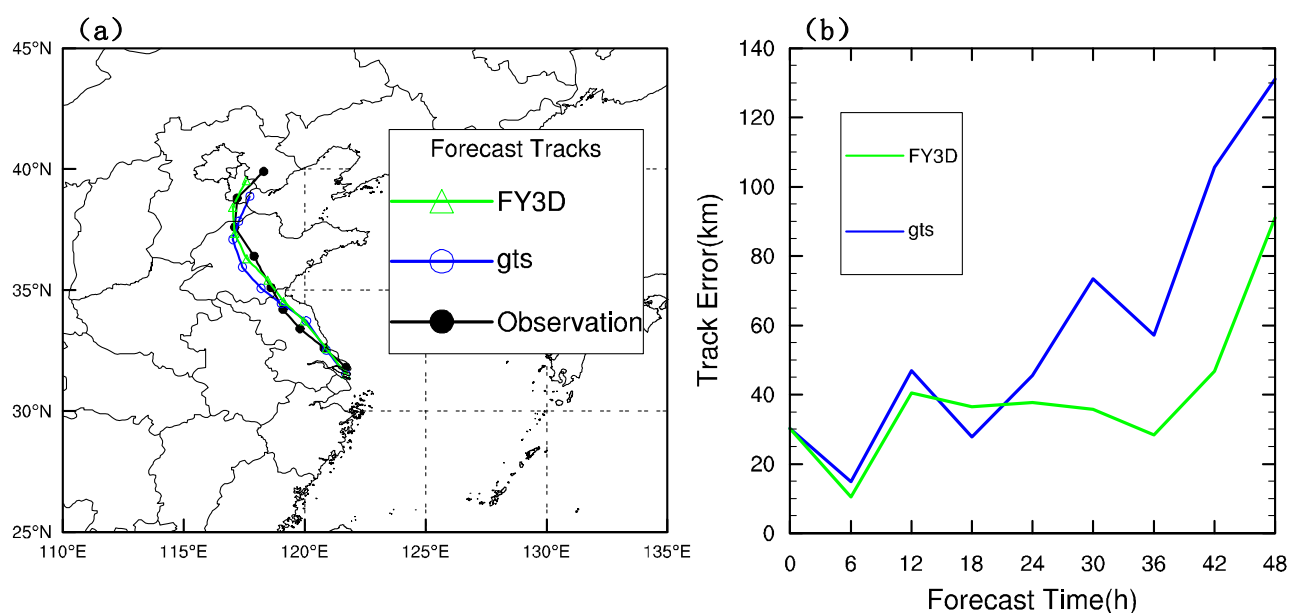 (a)
45°N
40°N
35°N
30°N
25°N
110°E 115°E 120°E 125°E 130°E 135°E
Forecast Tracks
FY3D
gts
Observation
(b)
Track Error(km)
140
130
120
100
80
60
40
20
0
FY3D
gts
0 6 12 18 24 30 36 42 48
Forecast Time(h)